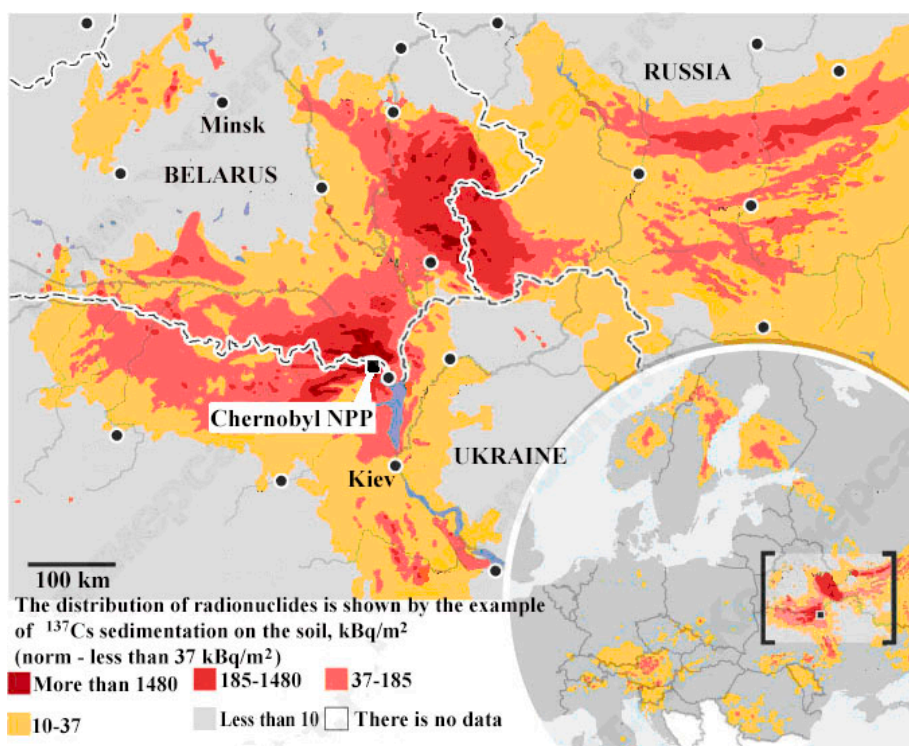 RUSSIA
Minsk
BELARUS
Chernobyl NPP
UKRAINE
Kiev
100 km
The distribution of radionuclides is shown by the example
of ¹³⁷Cs sedimentation on the soil, kBq/m²
(norm - less than 37 kBq/m²)
More than 1480 185-1480 37-185
10-37 Less than 10 There is no data